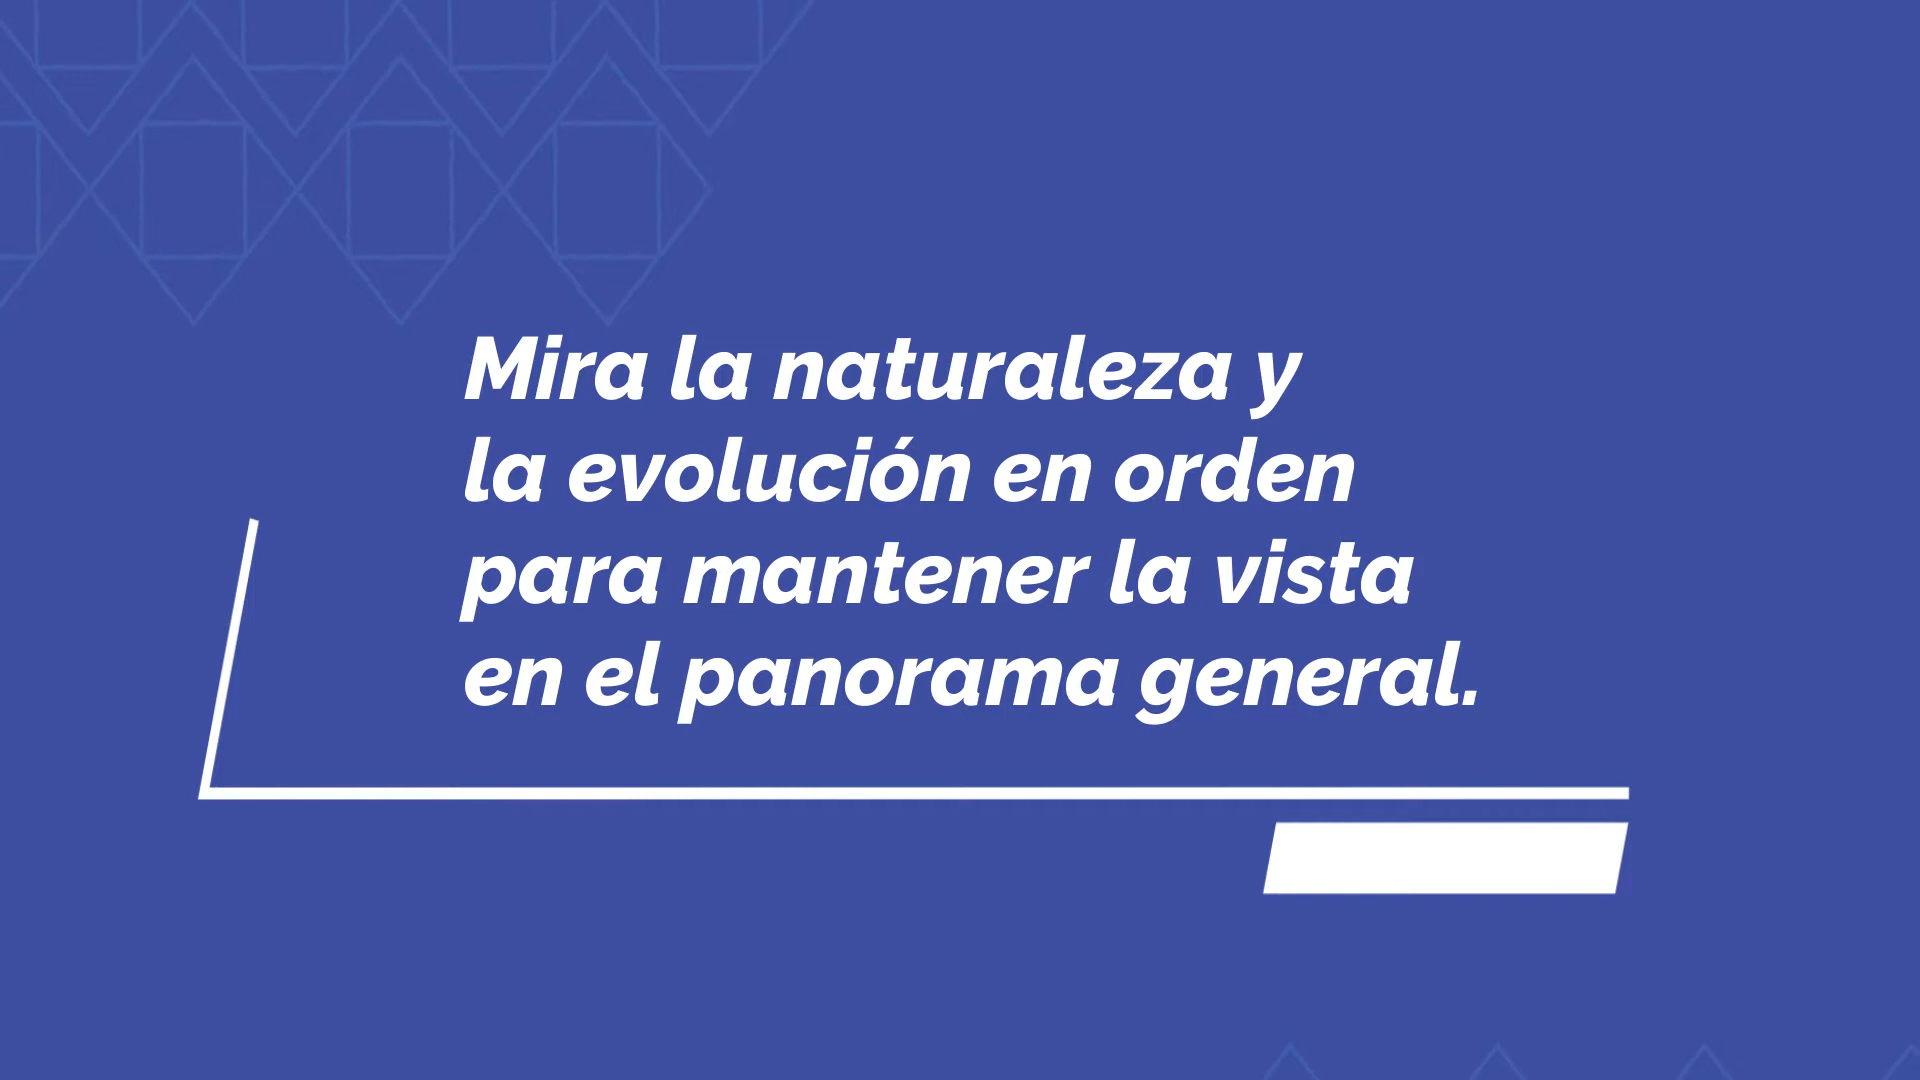 Mira la naturaleza y
la evolución en orden
para mantener la vista
en el panorama general.